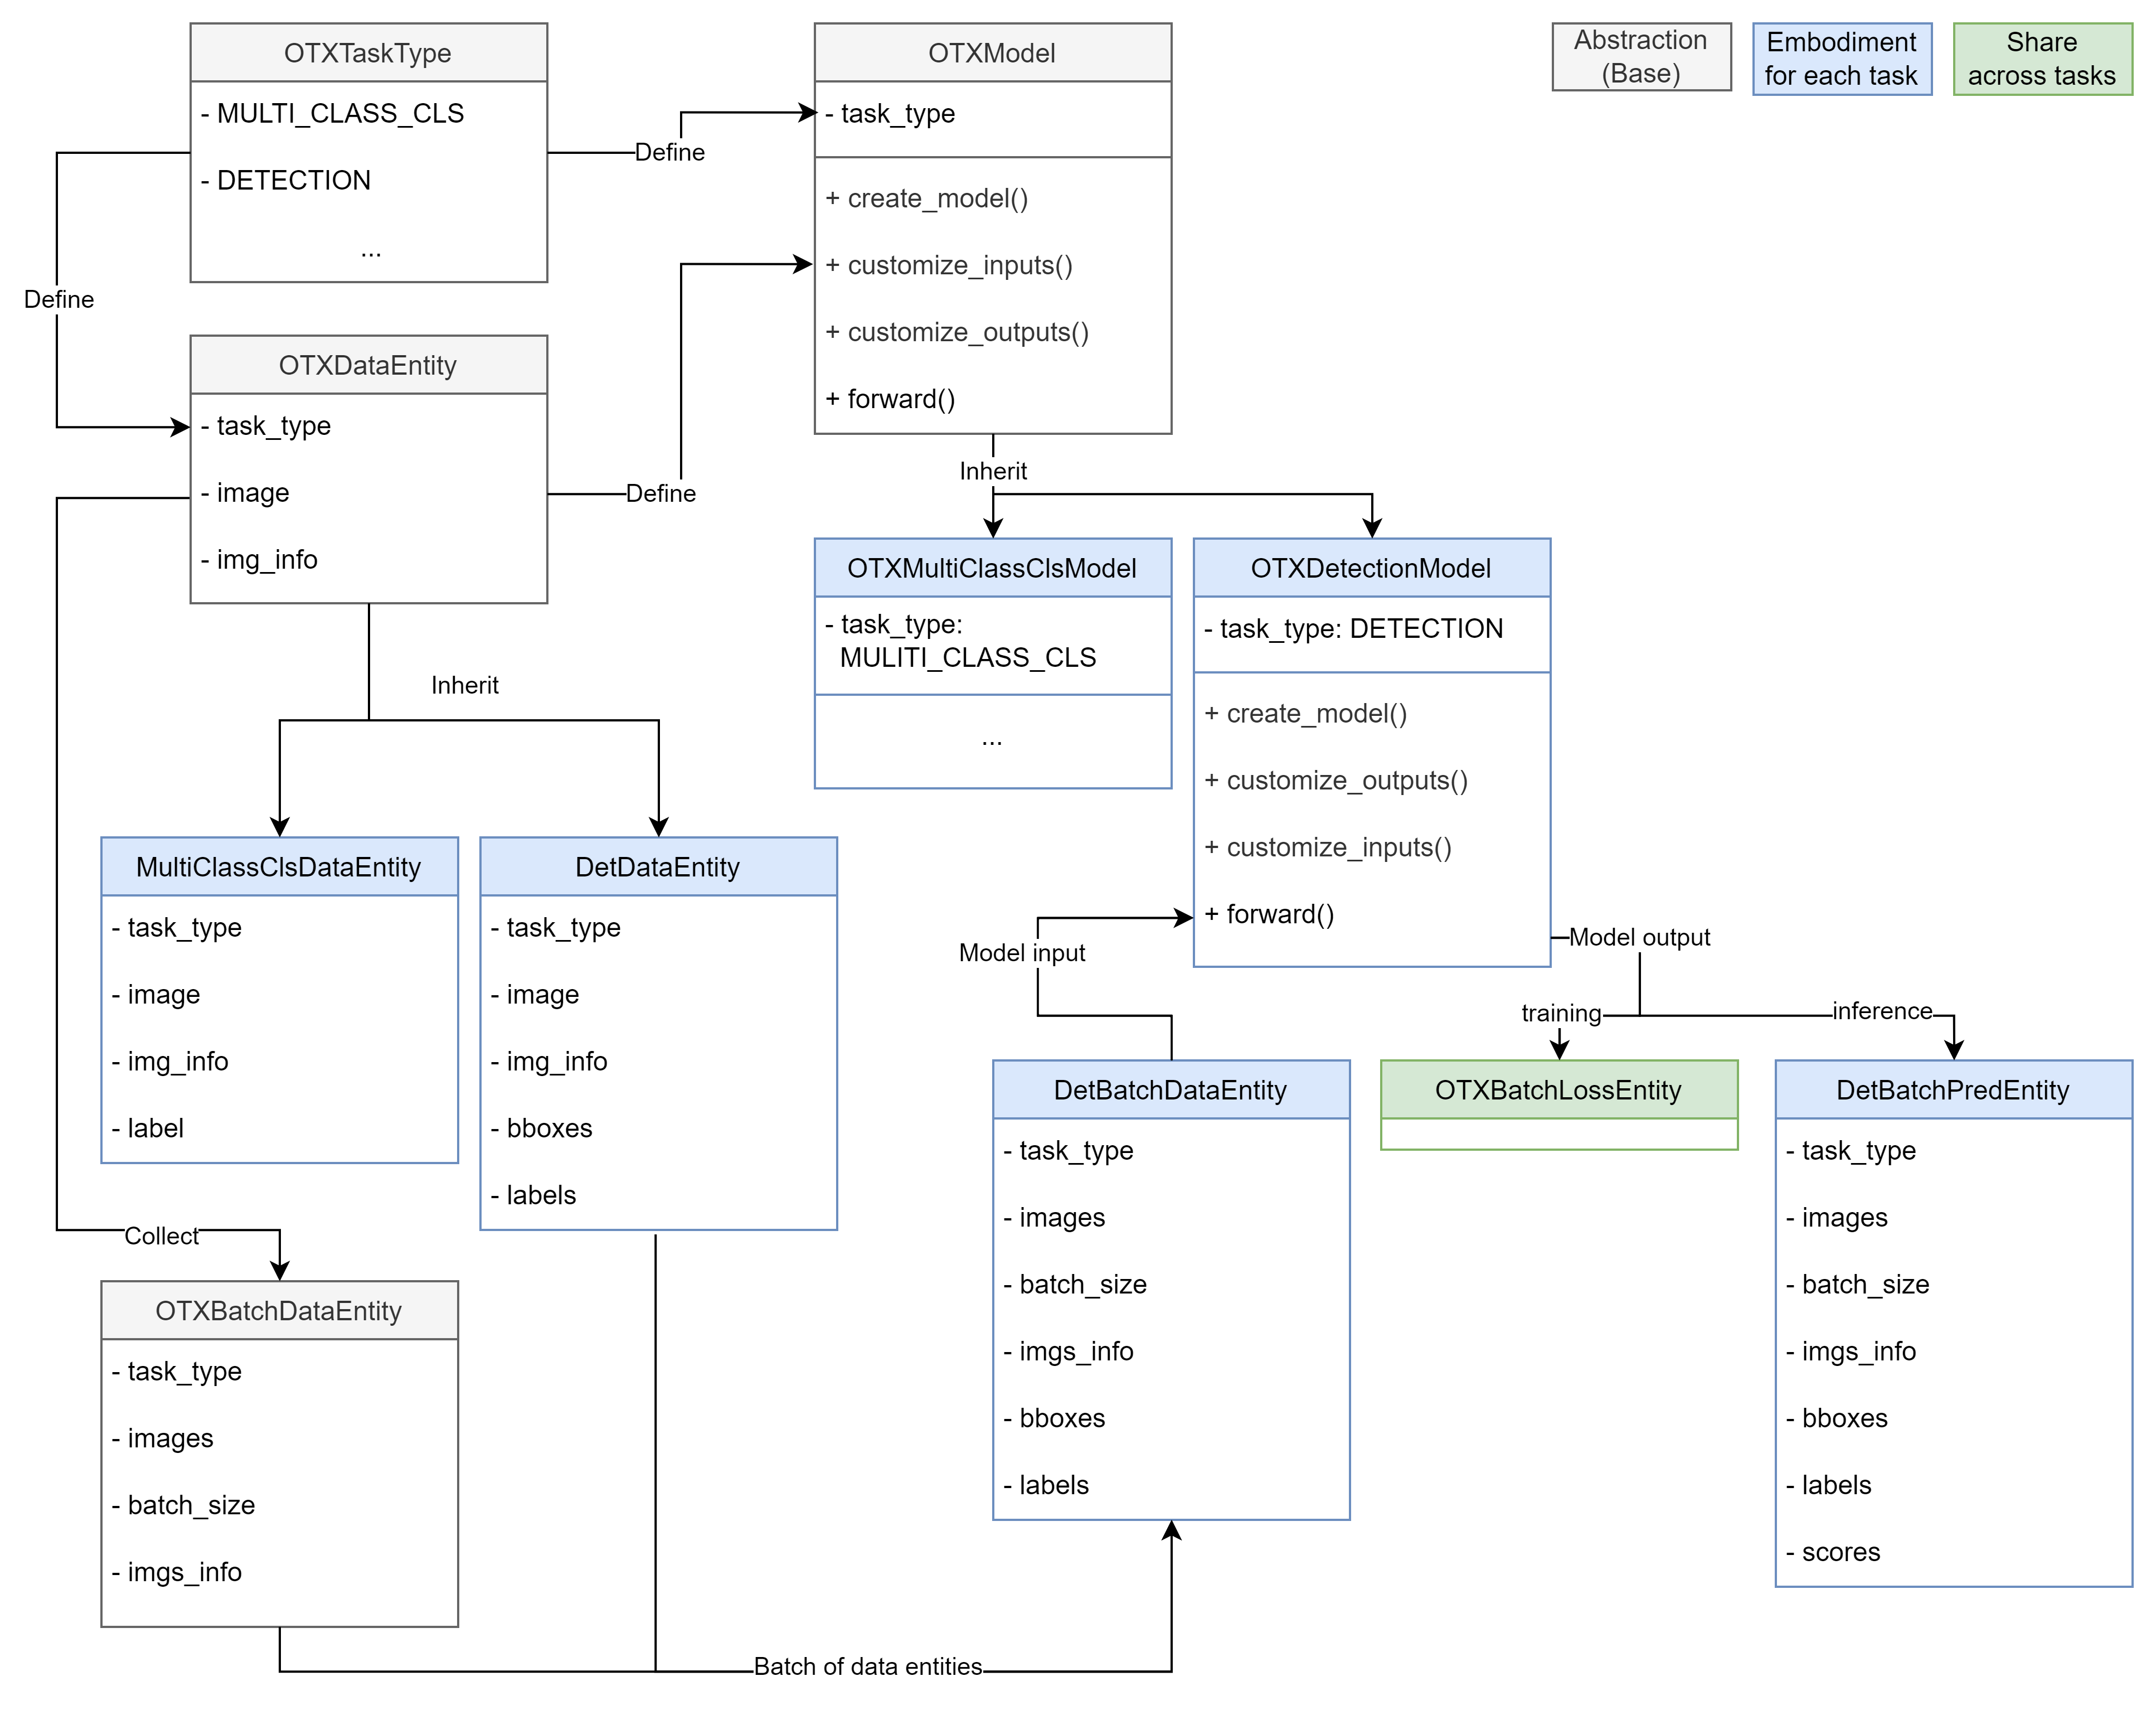 OTXTaskType
- MULTI_CLASS_CLS
- DETECTION
...
Define
Define
OTXModel
- task_type
+ create_model()
+ customize_inputs()
+ customize_outputs()
+ forward()
Abstraction
(Base)
Embodiment
for each task
Share
across tasks
OTXDataEntity
- task_type
- image
- img_info
Define
Inherit
Inherit
OTXMultiClassClsModel
- task_type:
MULITI_CLASS_CLS
...
OTXDetectionModel
- task_type: DETECTION
+ create_model()
+ customize_outputs()
+ customize_inputs()
+ forward()
MultiClassClsDataEntity
- task_type
- image
- img_info
- label
DetDataEntity
- task_type
- image
- img_info
- bboxes
- labels
Model input
Model output
training
inference
DetBatchDataEntity
- task_type
- images
- batch_size
- imgs_info
- bboxes
- labels
OTXBatchLossEntity
DetBatchPredEntity
- task_type
- images
- batch_size
- imgs_info
- bboxes
- labels
- scores
Collect
OTXBatchDataEntity
- task_type
- images
- batch_size
- imgs_info
Batch of data entities